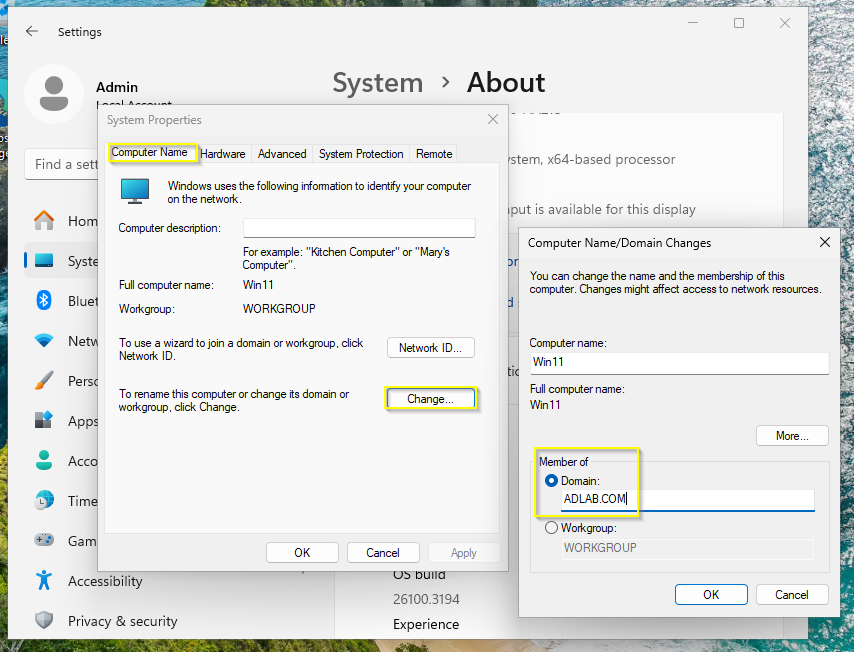 Settings
Admin
Local Account
System > About
Find a sett
Hom
Syste
Bluet
Netw
Perso
Apps
Acco
Time
Gam
Accessibility
Privacy & security
ystem, x64-based processor
nput is available for this display
OS build
26100.3194
Experience
System Properties
Computer Name
Hardware
Advanced
System Protection
Remote
Windows uses the following information to identify your computer
on the network.
Computer description:
For example: "Kitchen Computer" or "Mary's
Computer".
Full computer name:
Win11
Workgroup:
WORKGROUP
To use a wizard to join a domain or workgroup, click
Network ID.
Network ID...
To rename this computer or change its domain or
workgroup, click Change.
Change...
OK
Cancel
Apply
Computer Name/Domain Changes
You can change the name and the membership of this
computer. Changes might affect access to network resources.
Computer name:
Win11
Full computer name:
Win11
More...
Member of
Domain:
ADLAB.COM
Workgroup:
WORKGROUP
OK
Cancel